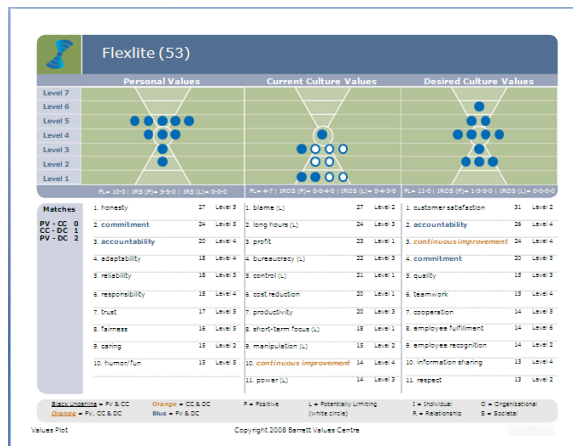 Flexlite (53)
Personal Values Current Culture Values Desired Culture Values
Level 7
Level 6
Level 5
Level 4
Level 3
Level 2
Level 1
PL= 10-0 | IRS (P)= 5-5-0 | IRS (L)= 0-0-0 PL= 4-7 | IROS (P)= 0-0-4-0 | IROS (L)= 0-4-3-0 PL= 11-0 | IROS (P)= 1-5-5-0 | IROS (L)= 0-0-0-0
Matches
PV - CC 0
CC - DC 1
PV - DC 2
1. honesty 27 Level 5
2. commitment 24 Level 5
3. accountability 20 Level 4
4. adaptability 18 Level 4
5. reliability 18 Level 3
6. responsibility 18 Level 4
7. trust 17 Level 5
8. fairness 16 Level 5
9. caring 15 Level 2
10. humor/fun 15 Level 5
1. blame (L) 27 Level 2
2. long hours (L) 24 Level 3
3. profit 23 Level 1
4. bureaucracy (L) 22 Level 3
5. control (L) 21 Level 1
6. cost reduction 20 Level 1
7. productivity 20 Level 3
8. short-term focus (L) 18 Level 1
9. manipulation (L) 15 Level 2
10. continuous improvement 14 Level 4
11. power (L) 14 Level 3
1. customer satisfaction 31 Level 2
2. accountability 26 Level 4
3. continuous improvement 24 Level 4
4. commitment 20 Level 5
5. quality 15 Level 3
6. teamwork 15 Level 4
7. cooperation 14 Level 5
8. employee fulfillment 14 Level 6
9. employee recognition 14 Level 2
10. information sharing 13 Level 4
11. respect 13 Level 2
Black Underline = PV & CC Orange = CC & DC P = Positive L = Potentially Limiting I = Individual O = Organizational
Orange = PV, CC & DC Blue = PV & DC (white circle) R = Relationship S = Societal
Values Plot Copyright 2008 Barrett Values Centre